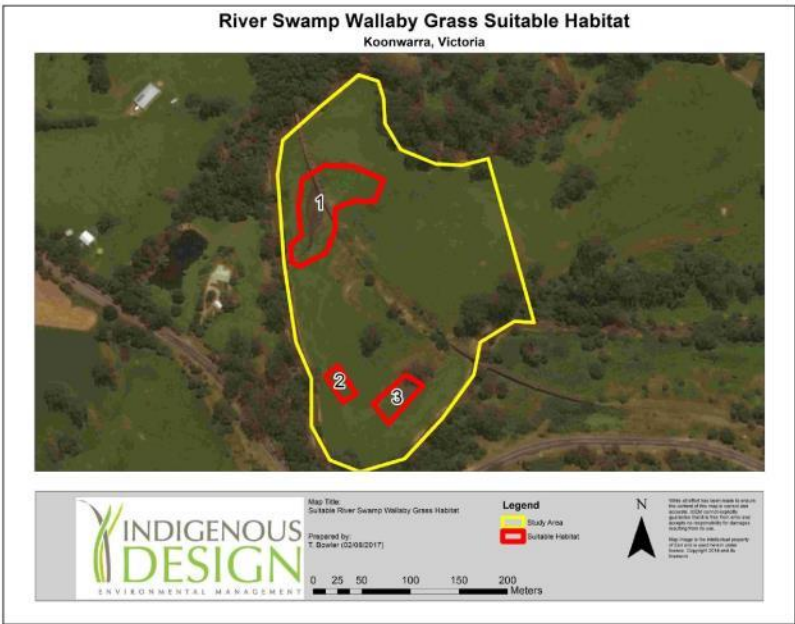 River Swamp Wallaby Grass Suitable Habitat
Koonwarra, Victoria
1
2
3
INDIGENOUS
DESIGN
ENVIRONMENTAL MANAGEMENT
Map Title:
Suitable River Swamp Wallaby Grass Habitat
Prepared by:
T. Bowler (02/08/2017)
0 25 50 100 150 200
Meters
Legend
Study Area
Suitable Habitat
N